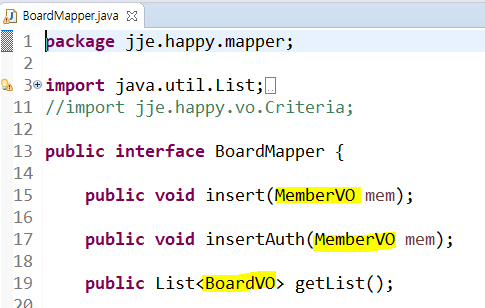 BoardMapper.java
1 package jje.happy.mapper;
2
3 import java.util.List;
11 //import jje.happy.vo.Criteria;
12
13 public interface BoardMapper {
14
15 public void insert(MemberVO mem);
16
17 public void insertAuth(MemberVO mem);
18
19 public List<BoardVO> getList();
20